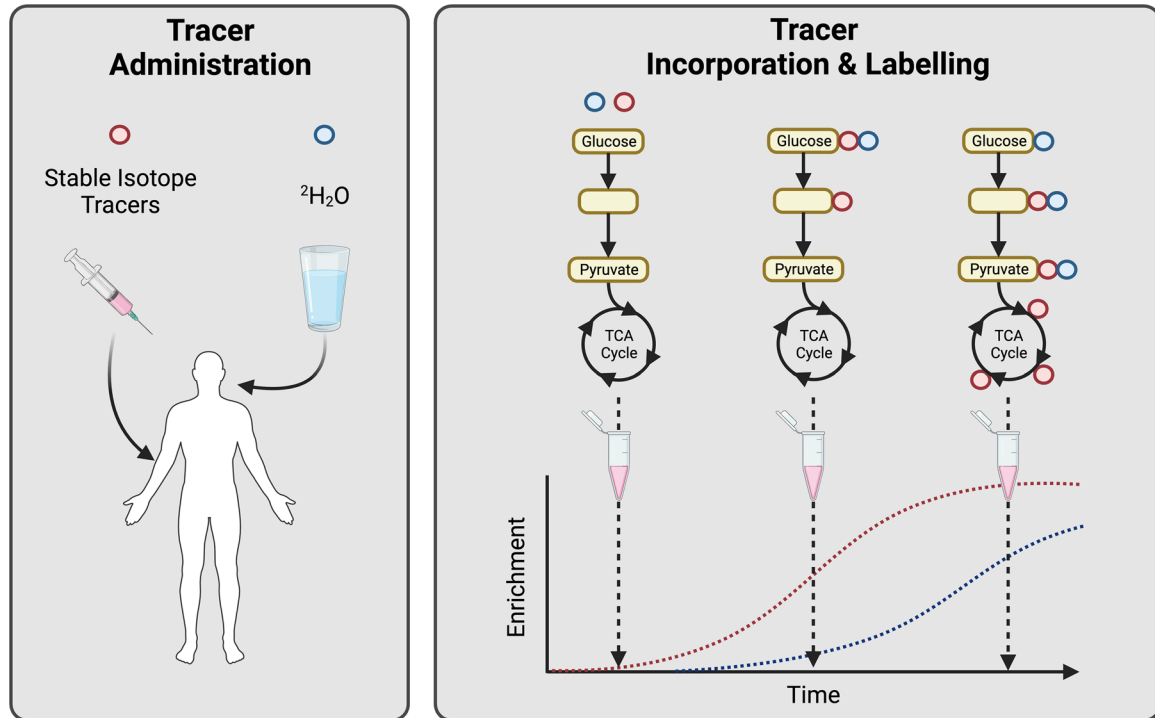 Tracer
Administration
Stable Isotope
Tracers
²H₂O
Tracer
Incorporation & Labelling
Glucose
Glucose
Glucose
Pyruvate
Pyruvate
Pyruvate
TCA
Cycle
TCA
Cycle
TCA
Cycle
Enrichment
Time